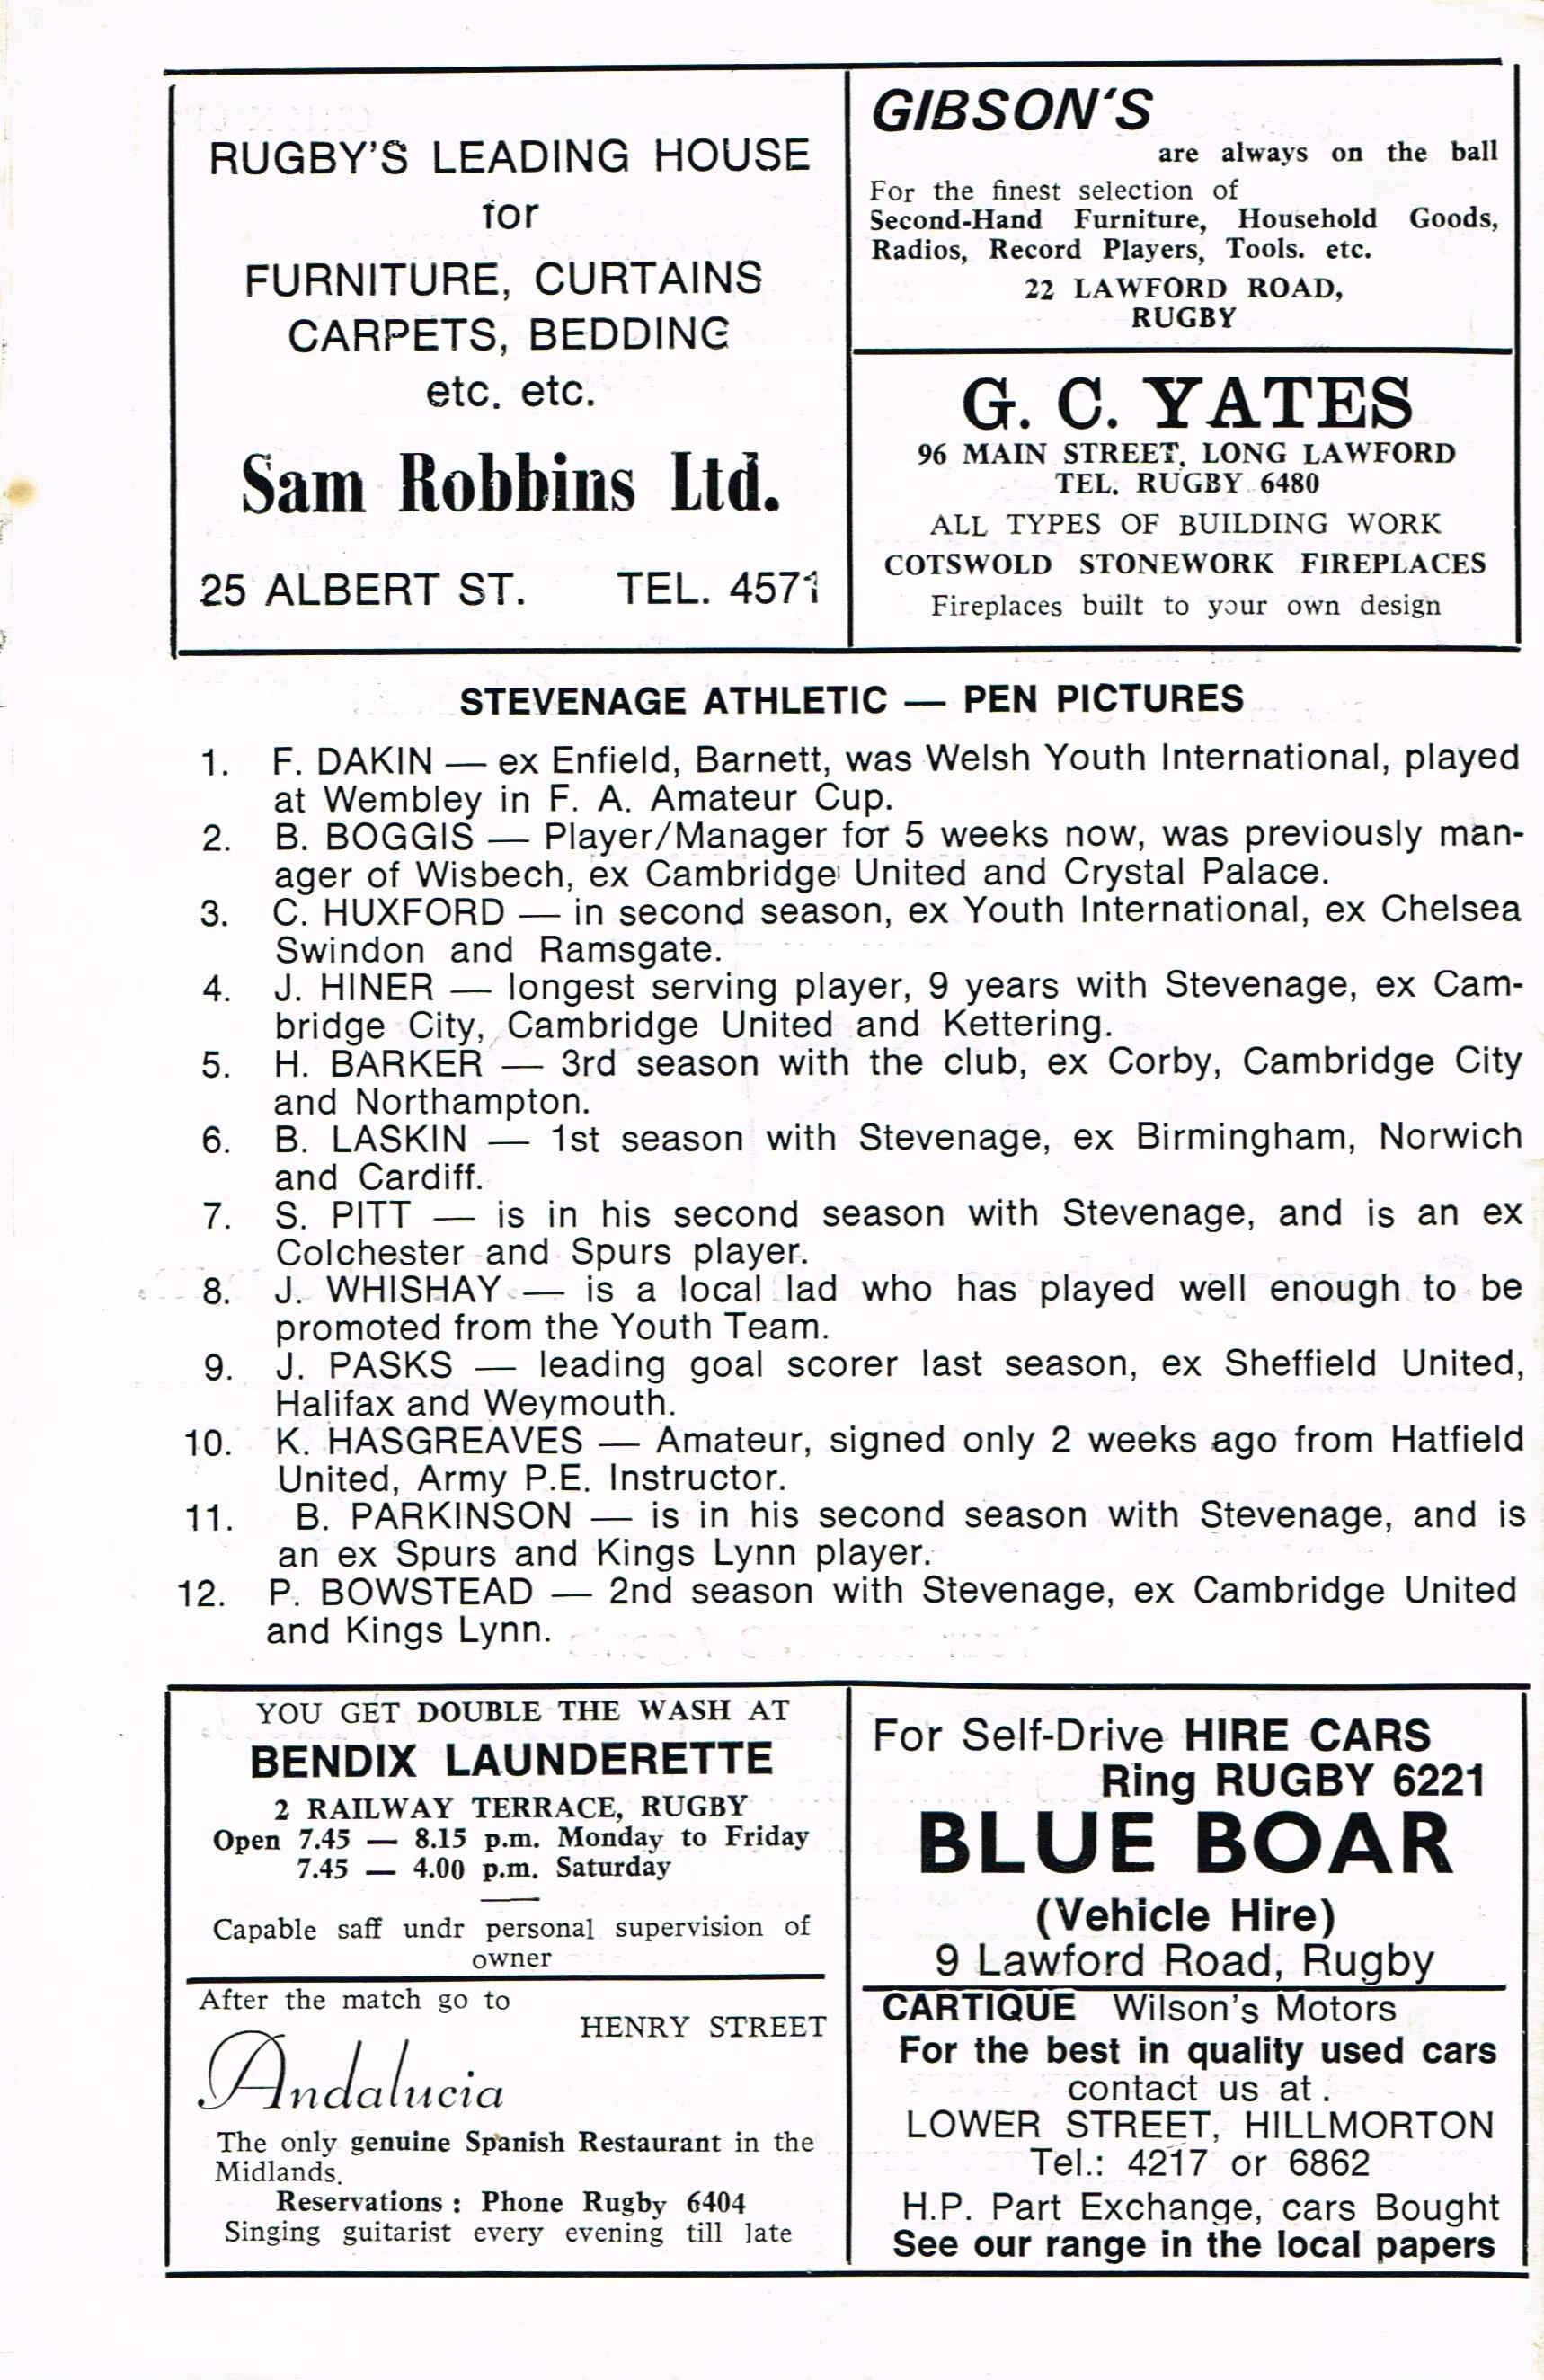 RUGBY'S LEADING HOUSE
for
FURNITURE, CURTAINS
CARPETS, BEDDING
etc. etc.
Sam Robbins Ltd.
25 ALBERT ST. TEL. 4571
GIBSON'S
are always on the ball
For the finest selection of
Second-Hand Furniture, Household Goods,
Radios, Record Players, Tools. etc.
22 LAWFORD ROAD,
RUGBY
G. C. YATES
96 MAIN STREET, LONG LAWFORD
TEL. RUGBY 6480
ALL TYPES OF BUILDING WORK
COTSWOLD STONEWORK FIREPLACES
Fireplaces built to your own design
STEVENAGE ATHLETIC — PEN PICTURES
1. F. DAKIN — ex Enfield, Barnett, was Welsh Youth International, played
at Wembley in F. A. Amateur Cup.
2. B. BOGGIS — Player/Manager for 5 weeks now, was previously man-
ager of Wisbech, ex Cambridge United and Crystal Palace.
3. C. HUXFORD — in second season, ex Youth International, ex Chelsea
Swindon and Ramsgate.
4. J. HINER — longest serving player, 9 years with Stevenage, ex Cam-
bridge City, Cambridge United and Kettering.
5. H. BARKER — 3rd season with the club, ex Corby, Cambridge City
and Northampton.
6. B. LASKIN — 1st season with Stevenage, ex Birmingham, Norwich
and Cardiff.
7. S. PITT — is in his second season with Stevenage, and is an ex
Colchester and Spurs player.
8. J. WHISHAY — is a local lad who has played well enough to be
promoted from the Youth Team.
9. J. PASKS — leading goal scorer last season, ex Sheffield United,
Halifax and Weymouth.
10. K. HASGREAVES — Amateur, signed only 2 weeks ago from Hatfield
United, Army P.E. Instructor.
11. B. PARKINSON — is in his second season with Stevenage, and is
an ex Spurs and Kings Lynn player.
12. P. BOWSTEAD — 2nd season with Stevenage, ex Cambridge United
and Kings Lynn.
YOU GET DOUBLE THE WASH AT
BENDIX LAUNDERETTE
2 RAILWAY TERRACE, RUGBY
Open 7.45 — 8.15 p.m. Monday to Friday
7.45 — 4.00 p.m. Saturday
Capable saff undr personal supervision of
owner
After the match go to
HENRY STREET
Andalucia
The only genuine Spanish Restaurant in the
Midlands.
Reservations : Phone Rugby 6404
Singing guitarist every evening till late
For Self-Drive HIRE CARS
Ring RUGBY 6221
BLUE BOAR
(Vehicle Hire)
9 Lawford Road, Rugby
CARTIQUE Wilson's Motors
For the best in quality used cars
contact us at .
LOWER STREET, HILLMORTON
Tel.: 4217 or 6862
H.P. Part Exchange, cars Bought
See our range in the local papers